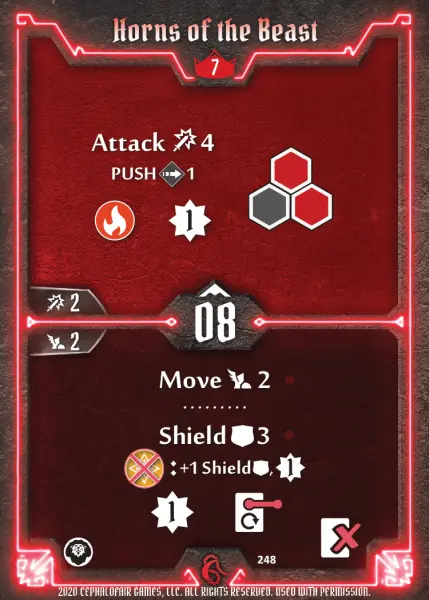 Horns of the Beast
7
Attack 4
PUSH 1
1
2
08
2
Move 2
Shield 3
: +1 Shield, 1
1
248
2020 CEPHALOFAIR GAMES, LLC. ALL RIGHTS RESERVED. USED WITH PERMISSION.